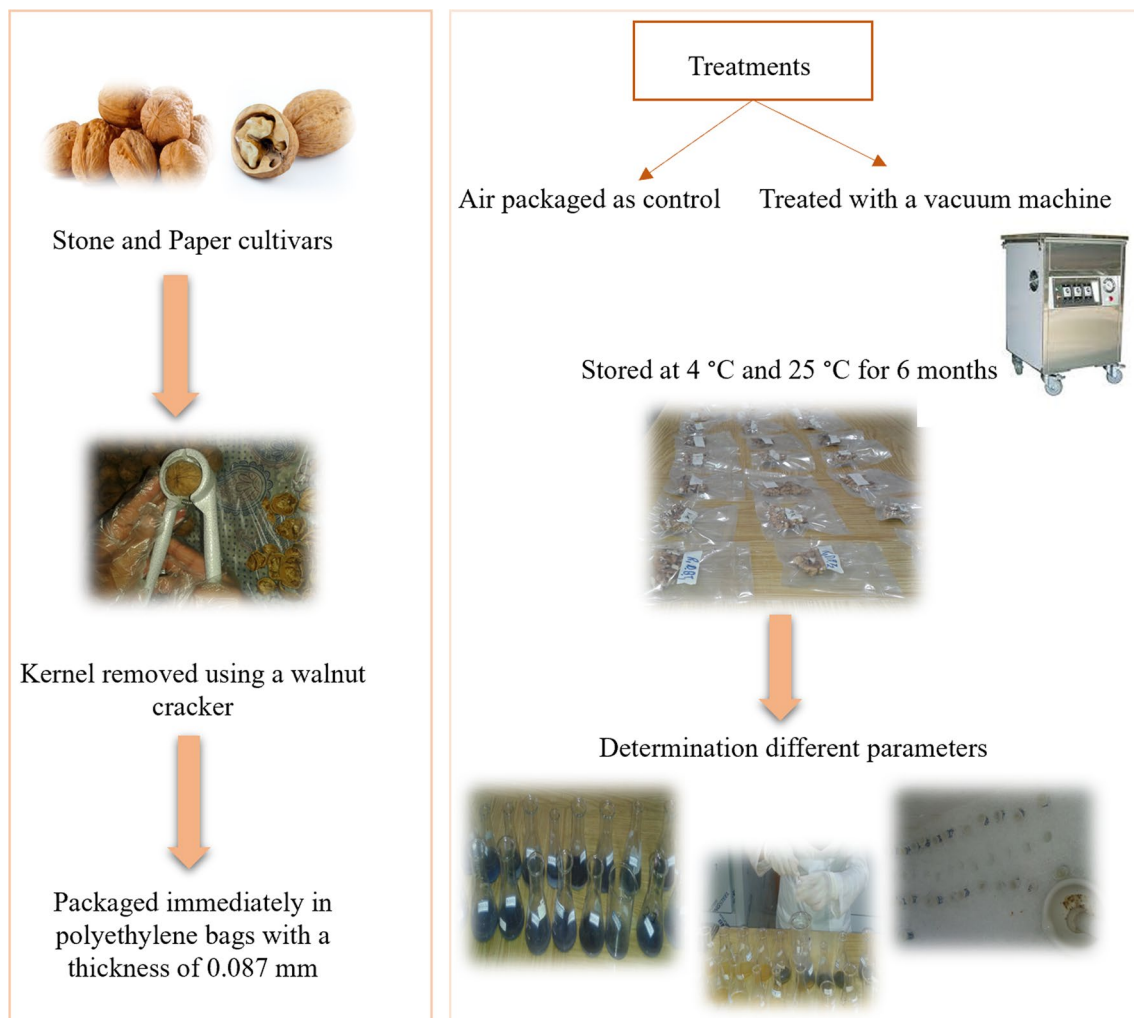 Stone and Paper cultivars
Kernel removed using a walnut
cracker
Packaged immediately in
polyethylene bags with a
thickness of 0.087 mm
Treatments
Air packaged as control
Treated with a vacuum machine
Stored at 4 °C and 25 °C for 6 months
Determination different parameters